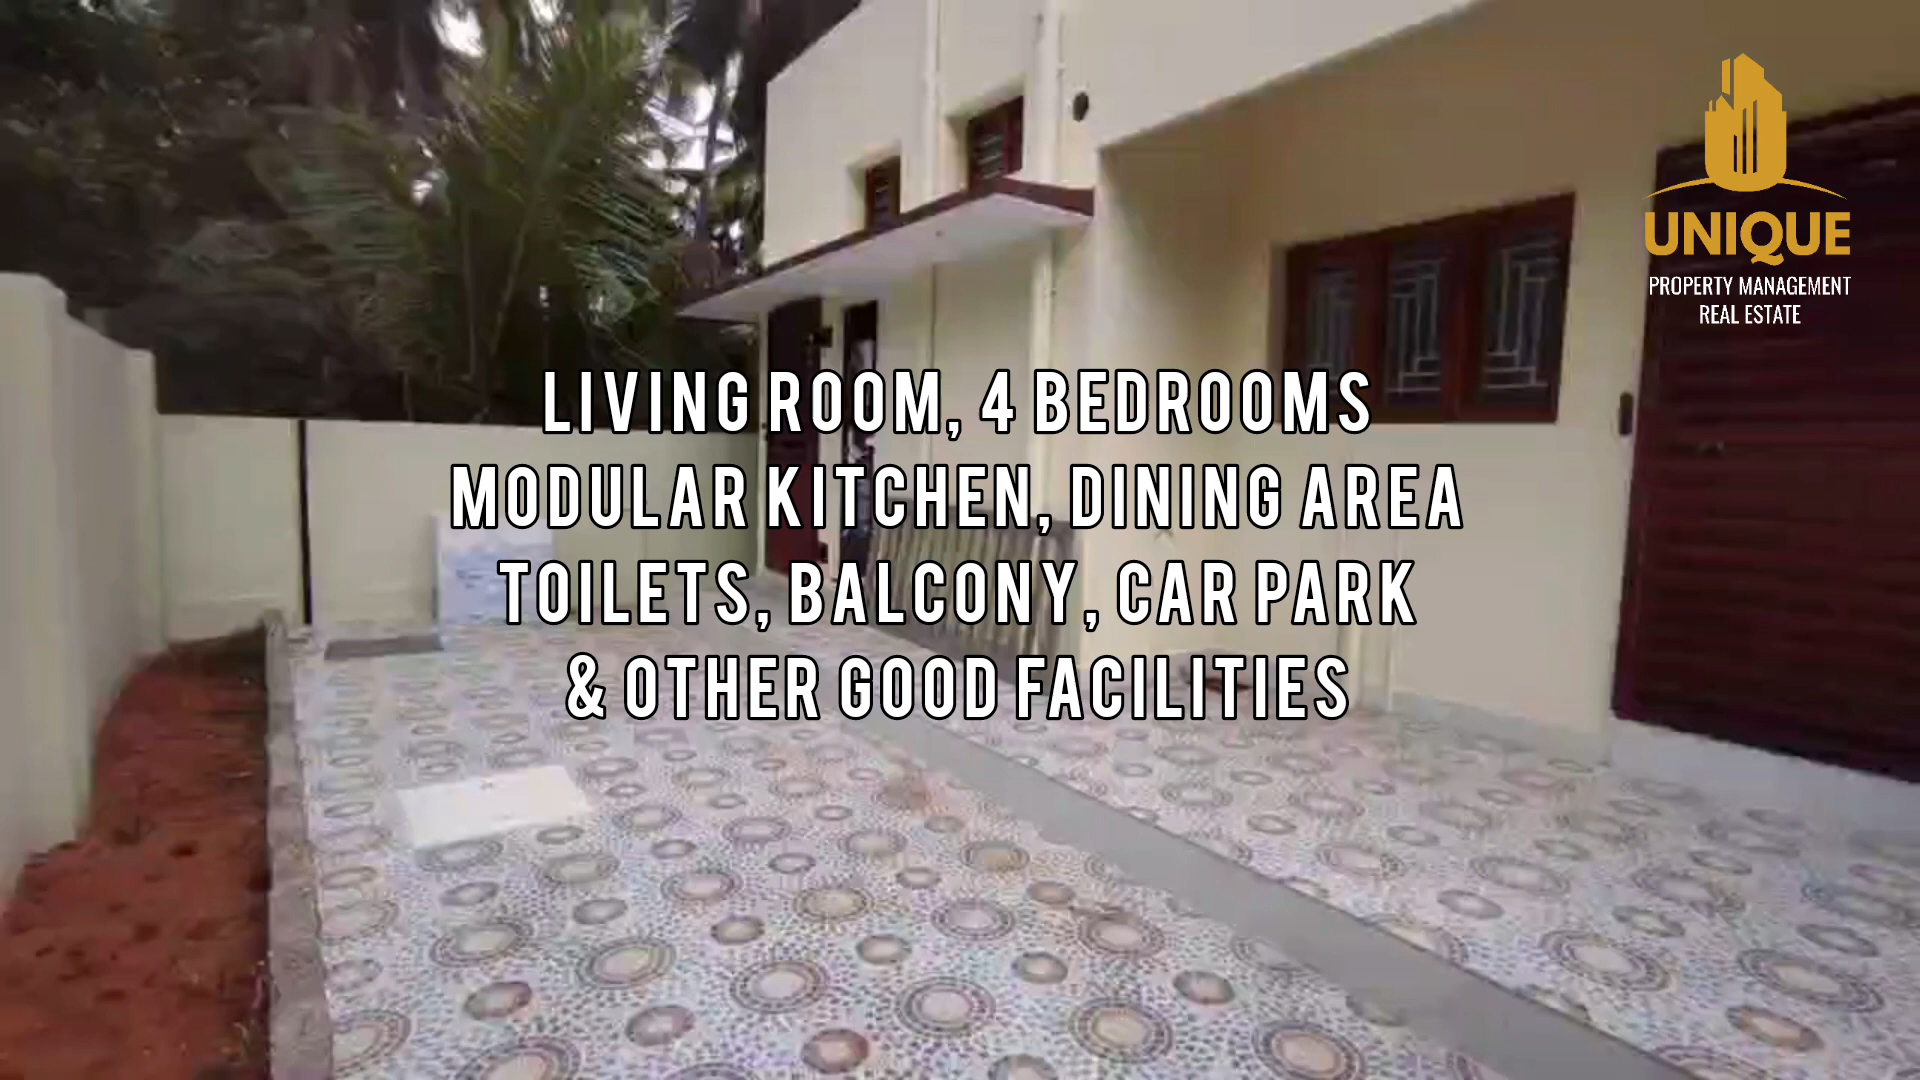 UNIQUE
PROPERTY MANAGEMENT
REAL ESTATE
LIVING ROOM, 4 BEDROOMS
MODULAR KITCHEN, DINING AREA
TOILETS, BALCONY, CAR PARK
& OTHER GOOD FACILITIES